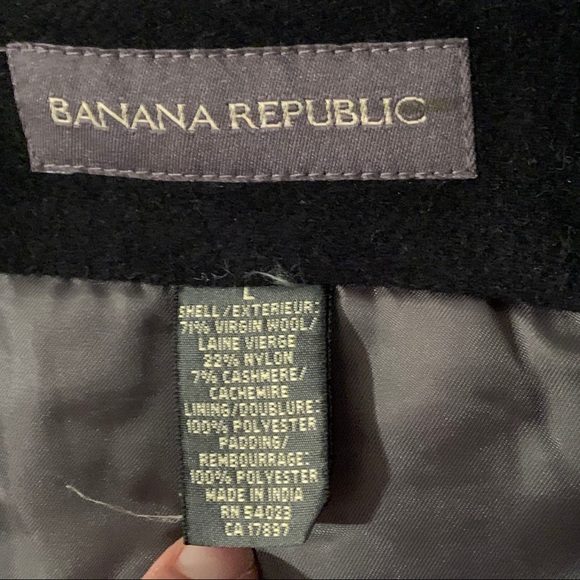 BANANA REPUBLIC
L
SHELL/EXTERIEUR:
71% VIRGIN WOOL/
LAINE VIERGE
22% NYLON
7% CASHMERE/
CACHEMIRE
LINING/DOUBLURE:
100% POLYESTER
PADDING/
REMBOURRAGE:
100% POLYESTER
MADE IN INDIA
RN 54023
CA 17897